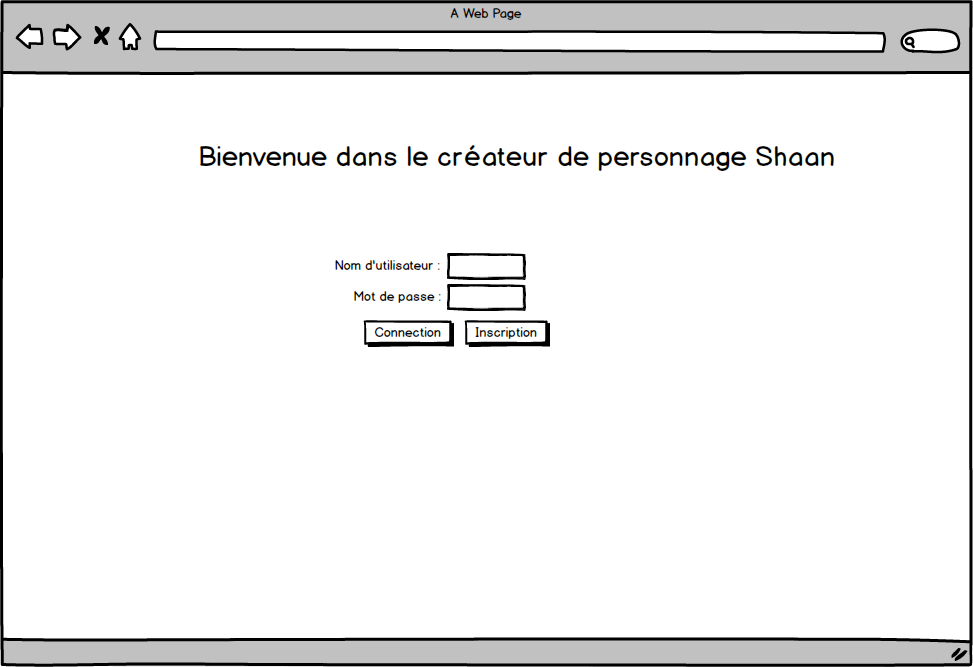 A Web Page
Bienvenue dans le créateur de personnage Shaan
Nom d'utilisateur :
Mot de passe :
Connection Inscription